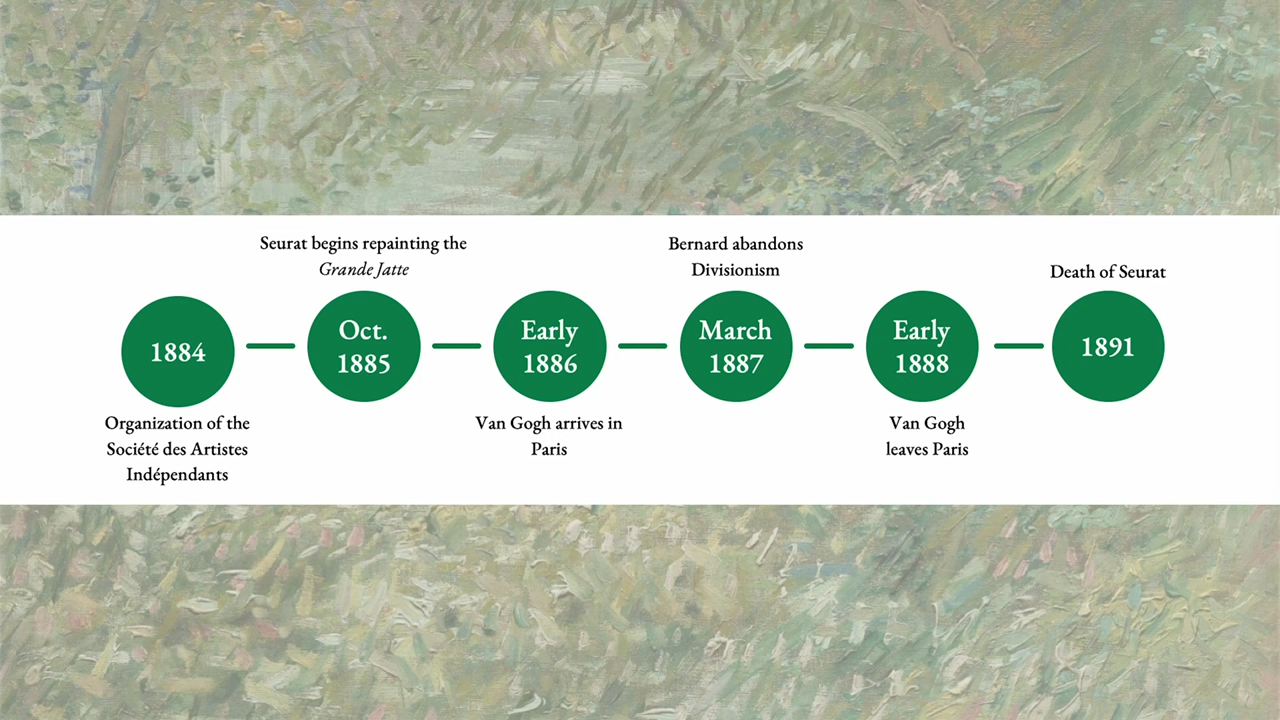 1884
Organization of the
Société des Artistes
Indépendants
Seurat begins repainting the
Grande Jatte
Oct.
1885
Early
1886
Van Gogh arrives in
Paris
Bernard abandons
Divisionism
March
1887
Early
1888
Van Gogh
leaves Paris
Death of Seurat
1891